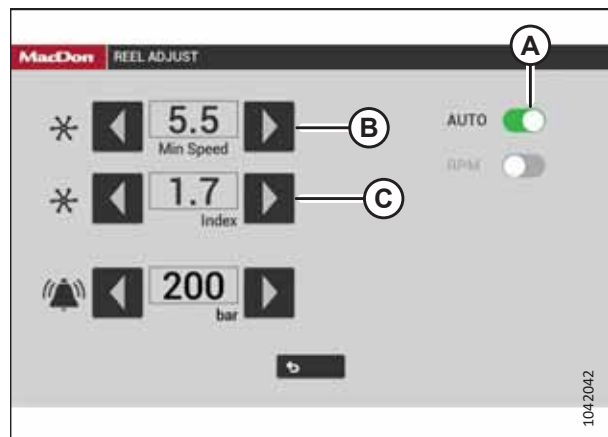 MacDon REEL ADJUST
A
5.5
Min Speed
B
AUTO
RPM
1.7
Index
C
200
bar
1042042